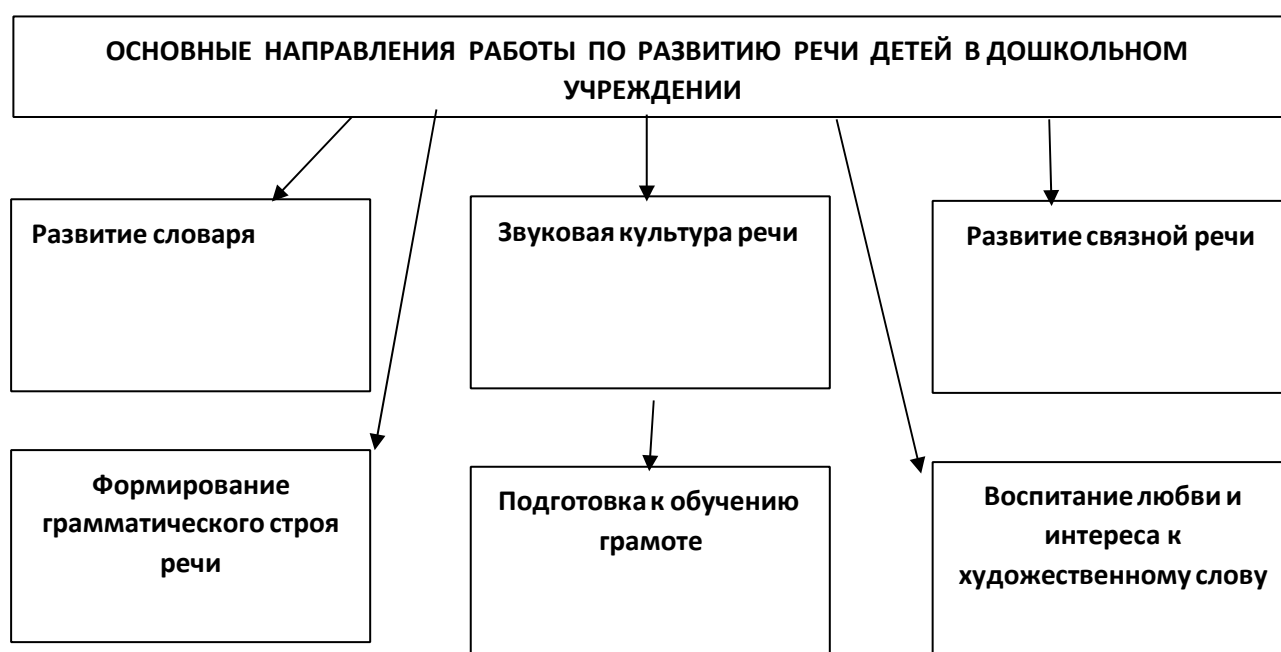 ОСНОВНЫЕ НАПРАВЛЕНИЯ РАБОТЫ ПО РАЗВИТИЮ РЕЧИ ДЕТЕЙ В ДОШКОЛЬНОМ
УЧРЕЖДЕНИИ
Развитие словаря
Звуковая культура речи
Развитие связной речи
Формирование
грамматического строя
речи
Подготовка к обучению
грамоте
Воспитание любви и
интереса к
художественному слову